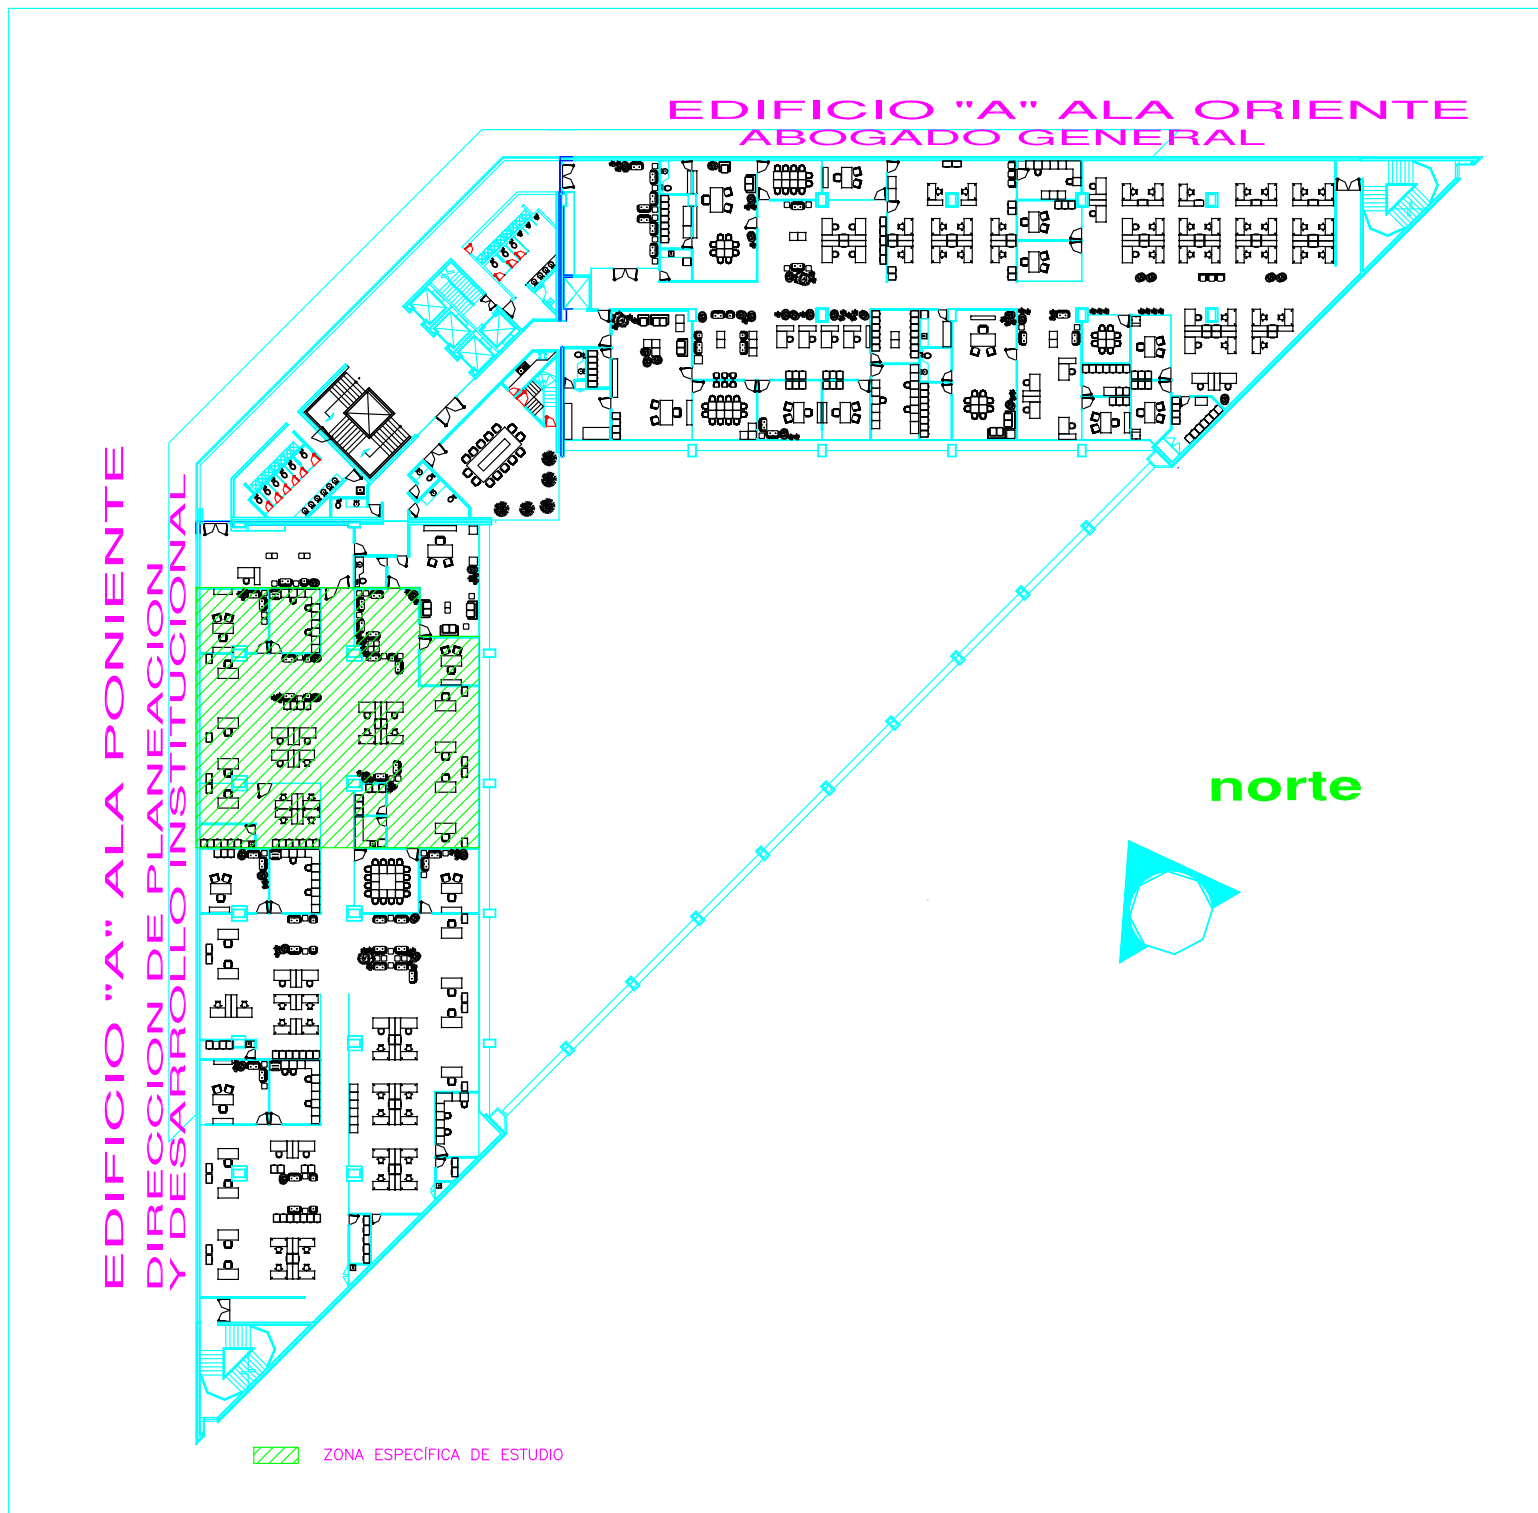 EDIFICIO "A" ALA ORIENTE
ABOGADO GENERAL
EDIFICIO "A" ALA PONIENTE
DIRECCION DE PLANEACION
Y DESARROLLO INSTITUCIONAL
norte
ZONA ESPECÍFICA DE ESTUDIO